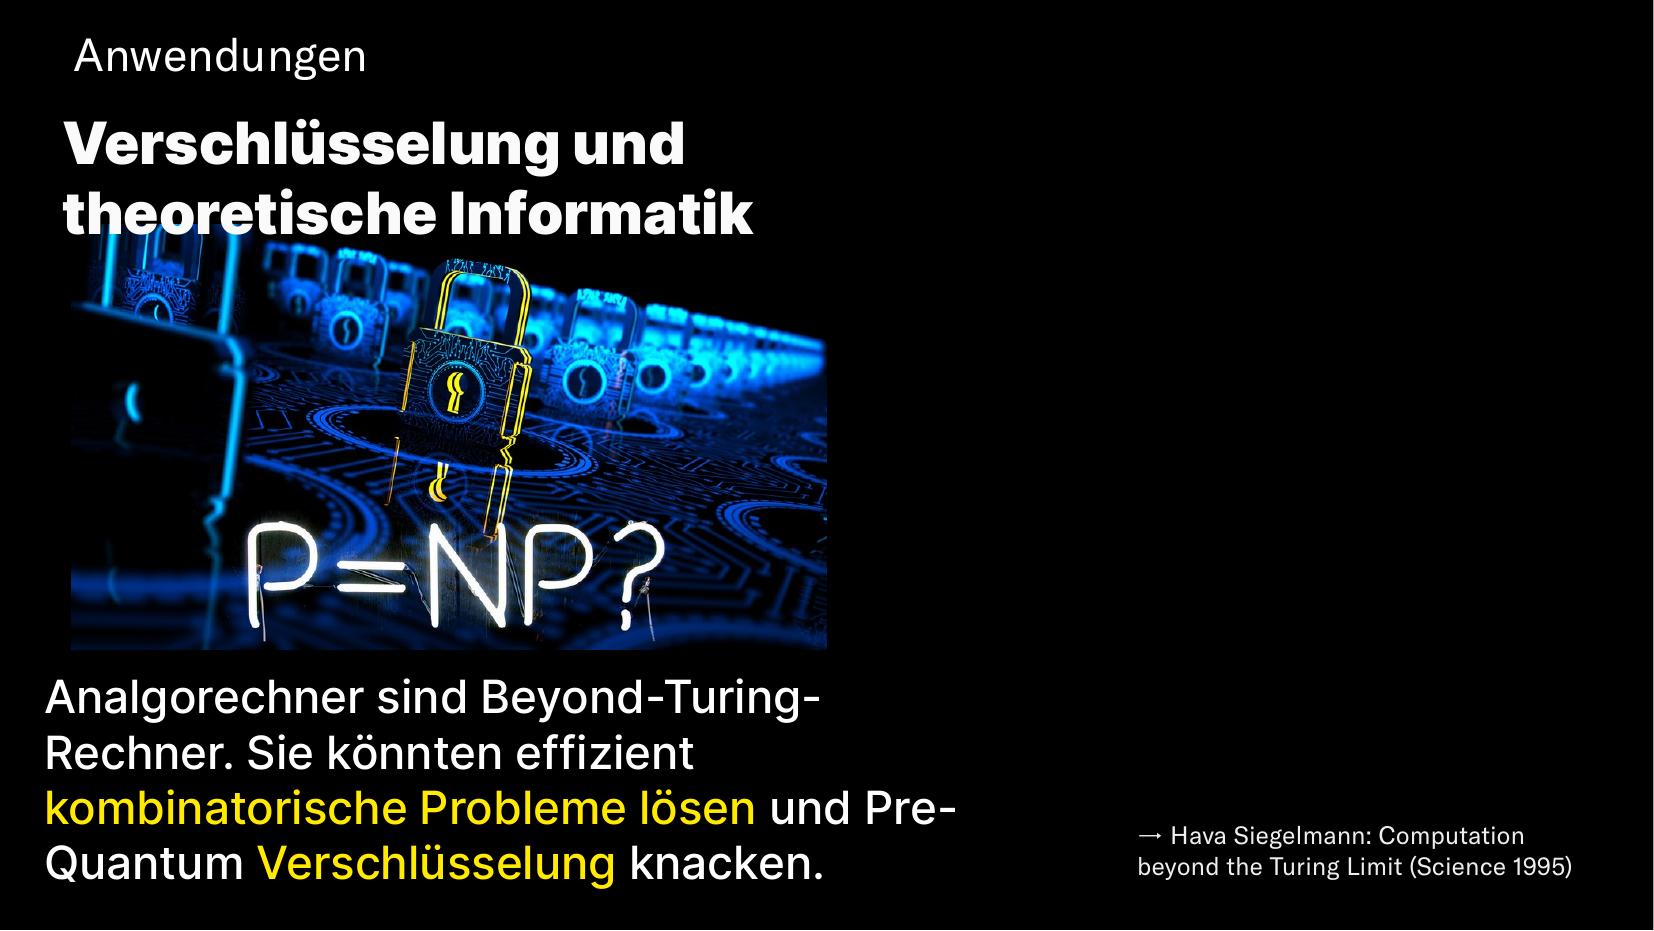 Anwendungen
Verschlüsselung und
theoretische Informatik
P=NP?
Analgorechner sind Beyond-Turing-
Rechner. Sie könnten effizient
kombinatorische Probleme lösen und Pre-
Quantum Verschlüsselung knacken.
→ Hava Siegelmann: Computation
beyond the Turing Limit (Science 1995)